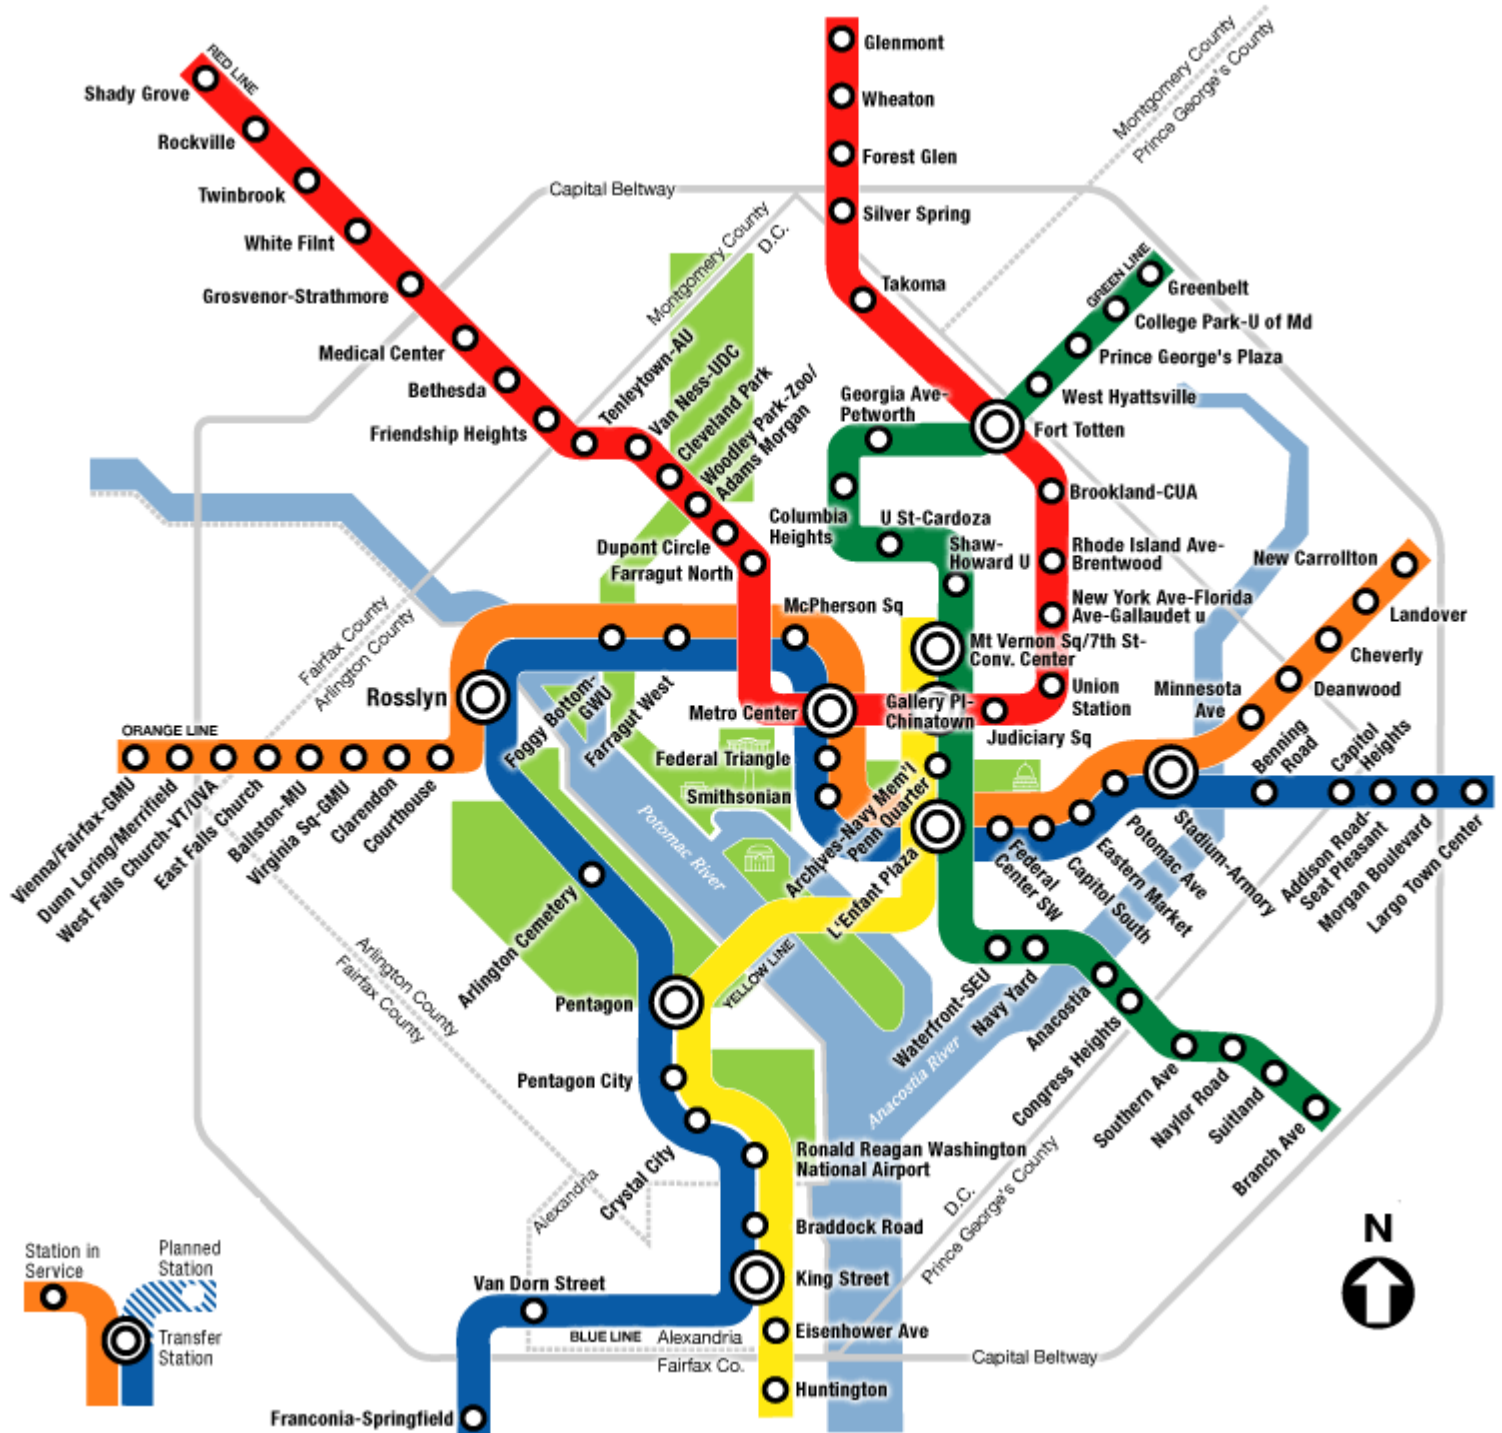 RED LINE
Shady Grove
Rockville
Twinbrook
White Filnt
Grosvenor-Strathmore
Medical Center
Bethesda
Friendship Heights
Tenleytown-AU
Van Ness-UDC
Cleveland Park
Woodley Park-Zoo/
Adams Morgan
Dupont Circle
Farragut North
Glenmont
Wheaton
Forest Glen
Silver Spring
Takoma
Montgomery County
Prince George's County
Capital Beltway
Montgomery County
D.C.
GREEN LINE
Greenbelt
College Park-U of Md
Prince George's Plaza
West Hyattsville
Fort Totten
Georgia Ave-
Petworth
Columbia
Heights
U St-Cardoza
Shaw-
Howard U
Brookland-CUA
Rhode Island Ave-
Brentwood
New York Ave-Florida
Ave-Gallaudet u
Mt Vernon Sq/7th St-
Conv. Center
Union
Station
Gallery Pl-
Chinatown
Judiciary Sq
New Carrollton
Landover
Cheverly
Deanwood
Minnesota
Ave
Benning
Road
Capitol
Heights
Fairfax County
Arlington County
McPherson Sq
Rosslyn
Foggy Bottom-
GWU
Farragut West
Metro Center
Federal Triangle
Smithsonian
ORANGE LINE
Vienna/Fairfax-GMU
Dunn Loring/Merrifield
West Falls Church-VT/UVA
East Falls Church
Ballston-MU
Virginia Sq-GMU
Clarendon
Courthouse
Potomac River
Archives-Navy Mem'l
Penn Quarter
L'Enfant Plaza
Federal
Center SW
Capitol South
Eastern Market
Potomac Ave
Stadium-Armory
Addison Road-
Seat Pleasant
Morgan Boulevard
Largo Town Center
Arlington Cemetery
Arlington County
Fairfax County
Pentagon
YELLOW LINE
Waterfront-SEU
Navy Yard
Anacostia
Congress Heights
Southern Ave
Naylor Road
Suitland
Branch Ave
Anacostia River
Pentagon City
Crystal City
Ronald Reagan Washington
National Airport
Alexandria
D.C.
Prince George's County
Braddock Road
King Street
Van Dorn Street
BLUE LINE
Alexandria
Fairfax Co.
Eisenhower Ave
Huntington
Capital Beltway
Franconia-Springfield
N
Station in
Service
Planned
Station
Transfer
Station